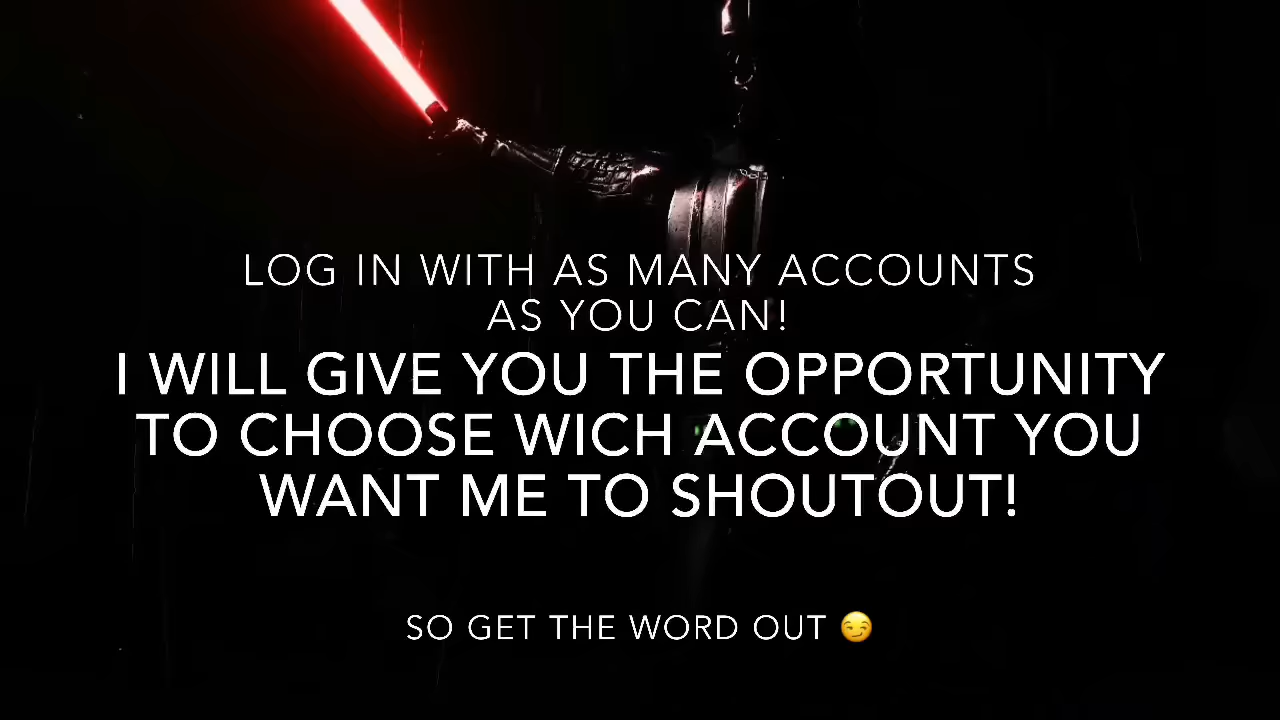 LOG IN WITH AS MANY ACCOUNTS
AS YOU CAN!
I WILL GIVE YOU THE OPPORTUNITY
TO CHOOSE WICH ACCOUNT YOU
WANT ME TO SHOUTOUT!
SO GET THE WORD OUT 😏